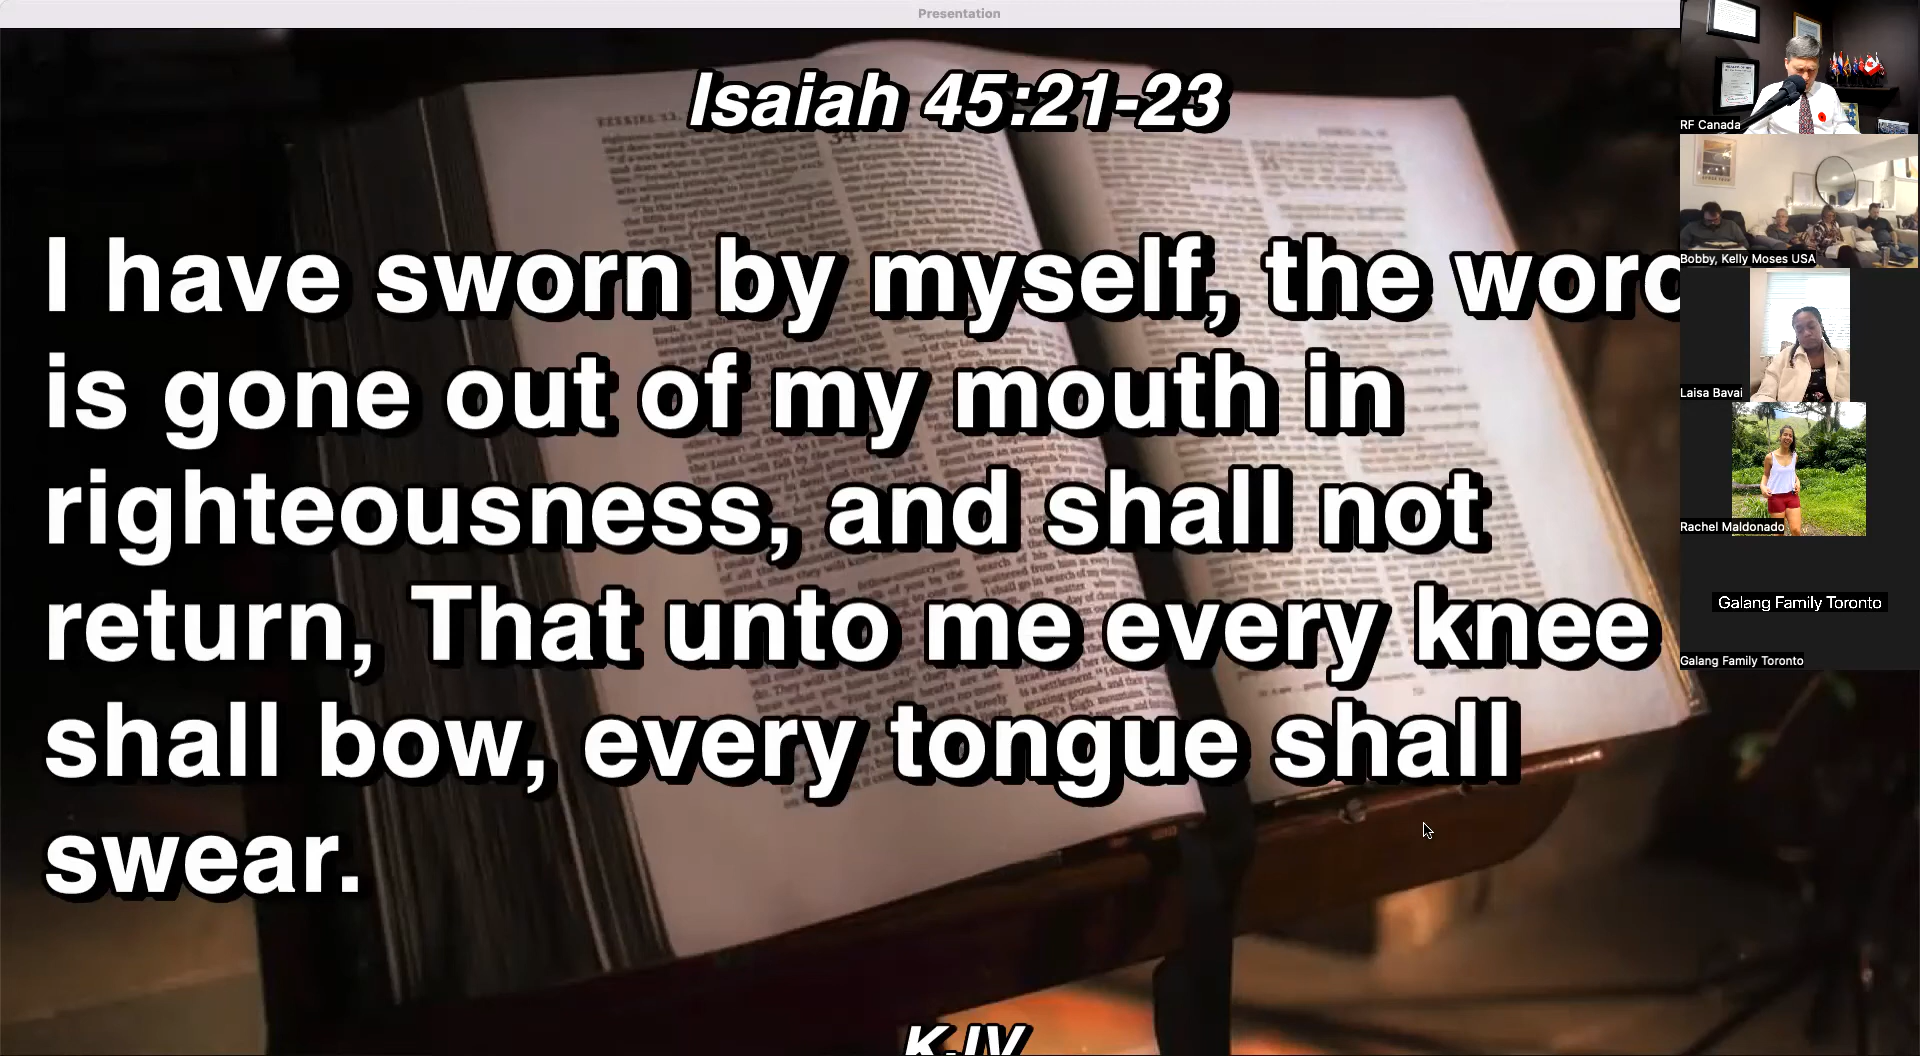 Presentation
Isaiah 45:21-23
I have sworn by myself, the word
is gone out of my mouth in
righteousness, and shall not
return, That unto me every knee
shall bow, every tongue shall
swear.
KJV
RF Canada
Bobby, Kelly Moses USA
Laisa Bavai
Rachel Maldonado
Galang Family Toronto
Galang Family Toronto